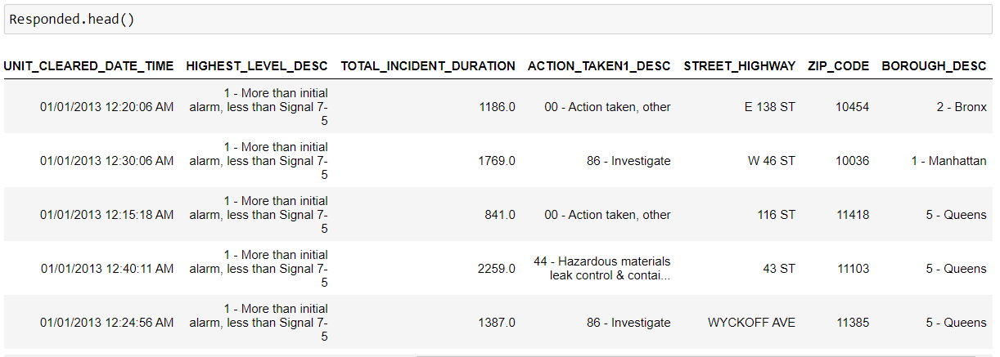 Responded.head()
UNIT_CLEARED_DATE_TIME HIGHEST_LEVEL_DESC TOTAL_INCIDENT_DURATION ACTION_TAKEN1_DESC STREET_HIGHWAY ZIP_CODE BOROUGH_DESC
1 - More than initial
01/01/2013 12:20:06 AM alarm, less than Signal 7- 1186.0 00 - Action taken, other E 138 ST 10454 2 - Bronx
5
1 - More than initial
01/01/2013 12:30:06 AM alarm, less than Signal 7- 1769.0 86 - Investigate W 46 ST 10036 1 - Manhattan
5
1 - More than initial
01/01/2013 12:15:18 AM alarm, less than Signal 7- 841.0 00 - Action taken, other 116 ST 11418 5 - Queens
5
1 - More than initial 44 - Hazardous materials
01/01/2013 12:40:11 AM alarm, less than Signal 7- 2259.0 leak control & contai... 43 ST 11103 5 - Queens
5
1 - More than initial
01/01/2013 12:24:56 AM alarm, less than Signal 7- 1387.0 86 - Investigate WYCKOFF AVE 11385 5 - Queens
5